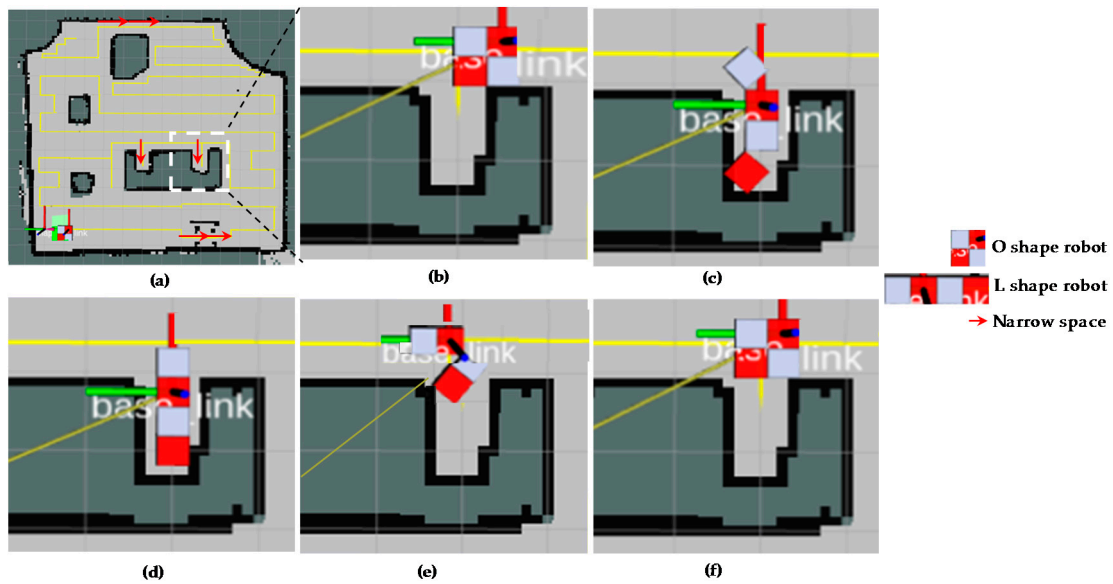 base_link
(a)
(b)
(c)
O shape robot
L shape robot
Narrow space
base_link
base_link
base_link
base_link
(d)
(e)
(f)